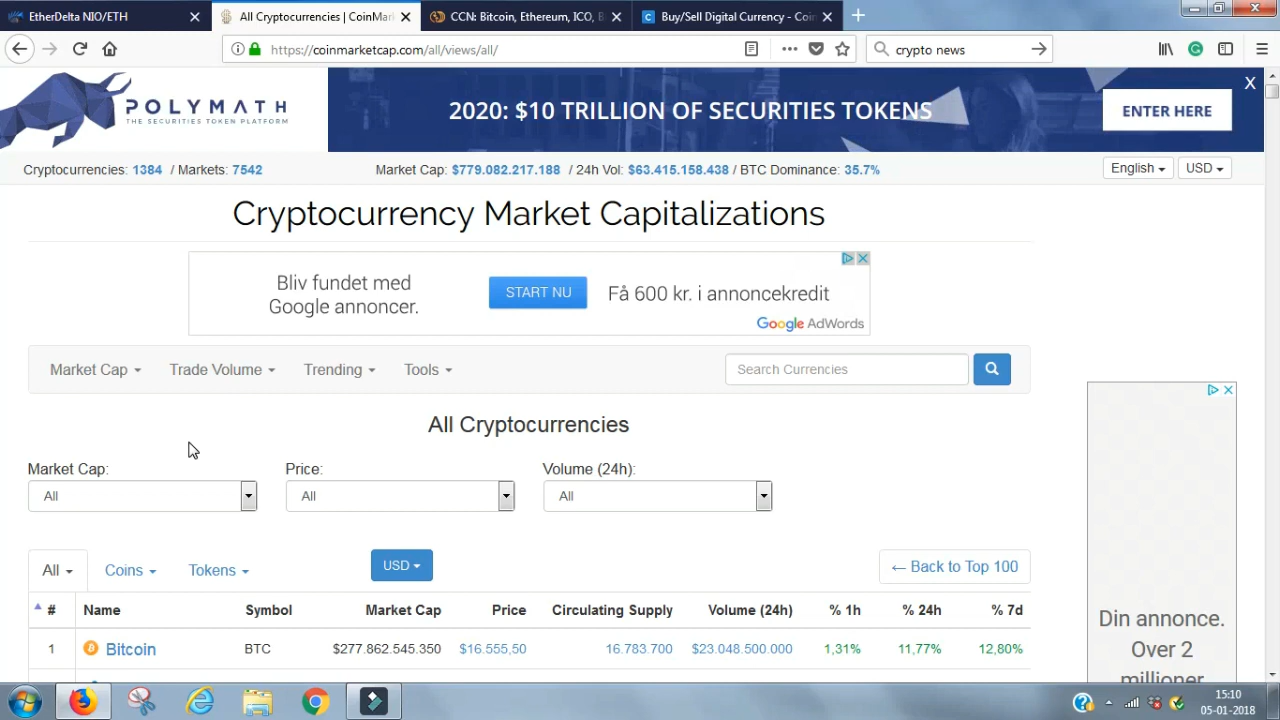 EtherDelta NIO/ETH
All Cryptocurrencies | CoinMar
CCN: Bitcoin, Ethereum, ICO, B
Buy/Sell Digital Currency - Coi
https://coinmarketcap.com/all/views/all/
crypto news
POLYMATH
THE SECURITIES TOKEN PLATFORM
2020: $10 TRILLION OF SECURITIES TOKENS
ENTER HERE
X
Cryptocurrencies: 1384 / Markets: 7542
Market Cap: $779.082.217.188 / 24h Vol: $63.415.158.438 / BTC Dominance: 35.7%
English
USD
Cryptocurrency Market Capitalizations
Bliv fundet med
Google annoncer.
START NU
Få 600 kr. i annoncekredit
Google AdWords
Market Cap
Trade Volume
Trending
Tools
Search Currencies
All Cryptocurrencies
Market Cap:
Price:
Volume (24h):
All
All
All
All
Coins
Tokens
USD
← Back to Top 100
# Name Symbol Market Cap Price Circulating Supply Volume (24h) % 1h % 24h % 7d
1 Bitcoin BTC $277.862.545.350 $16.555,50 16.783.700 $23.048.500.000 1,31% 11,77% 12,80%
Din annonce.
Over 2
millioner
15:10
05-01-2018